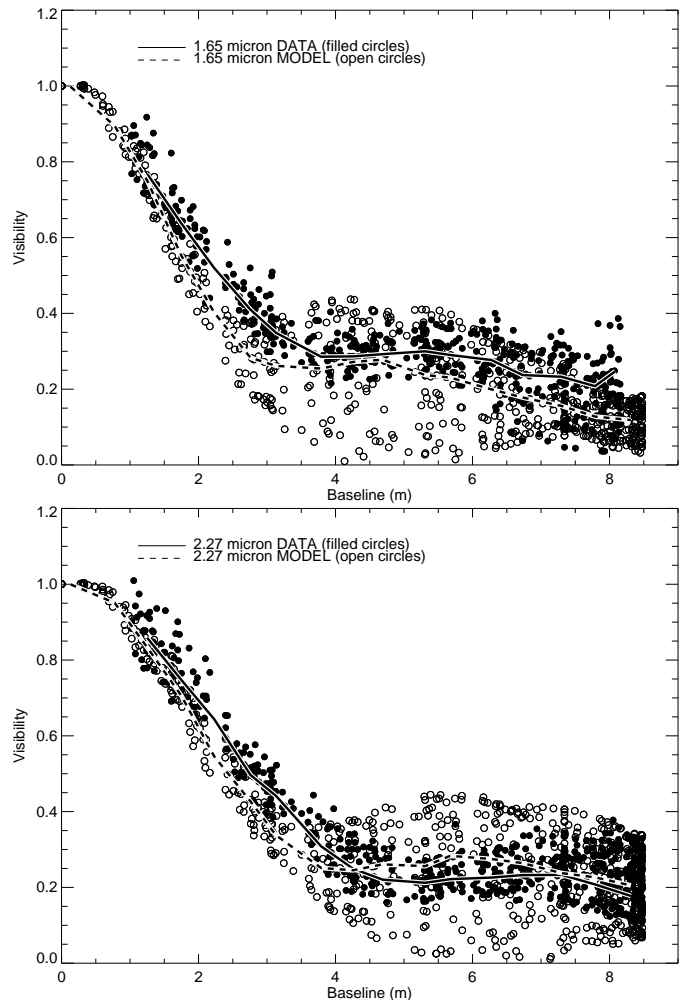 1.2
1.65 micron DATA (filled circles)
1.65 micron MODEL (open circles)
1.0
0.8
0.6
Visibility
0.4
0.2
0.0
0 2 4 6 8
Baseline (m)
1.2
2.27 micron DATA (filled circles)
2.27 micron MODEL (open circles)
1.0
0.8
0.6
Visibility
0.4
0.2
0.0
0 2 4 6 8
Baseline (m)